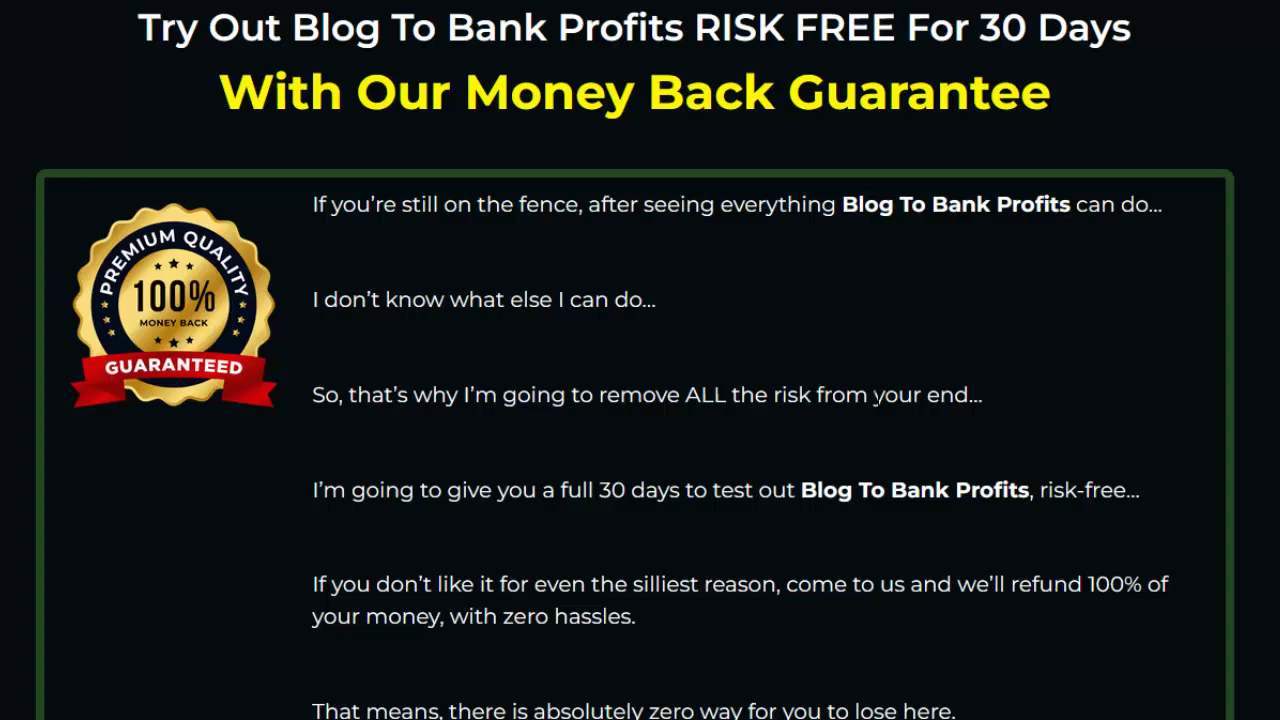 Try Out Blog To Bank Profits RISK FREE For 30 Days
With Our Money Back Guarantee
PREMIUM QUALITY
100%
MONEY BACK
GUARANTEED
If you’re still on the fence, after seeing everything Blog To Bank Profits can do...
I don’t know what else I can do...
So, that’s why I’m going to remove ALL the risk from your end...
I’m going to give you a full 30 days to test out Blog To Bank Profits, risk-free...
If you don’t like it for even the silliest reason, come to us and we’ll refund 100% of
your money, with zero hassles.
That means, there is absolutely zero way for you to lose here.